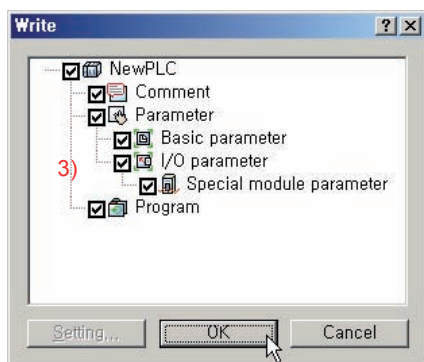 Write
NewPLC
Comment
Parameter
Basic parameter
I/O parameter
3)
Special module parameter
Program
Setting...
OK
Cancel